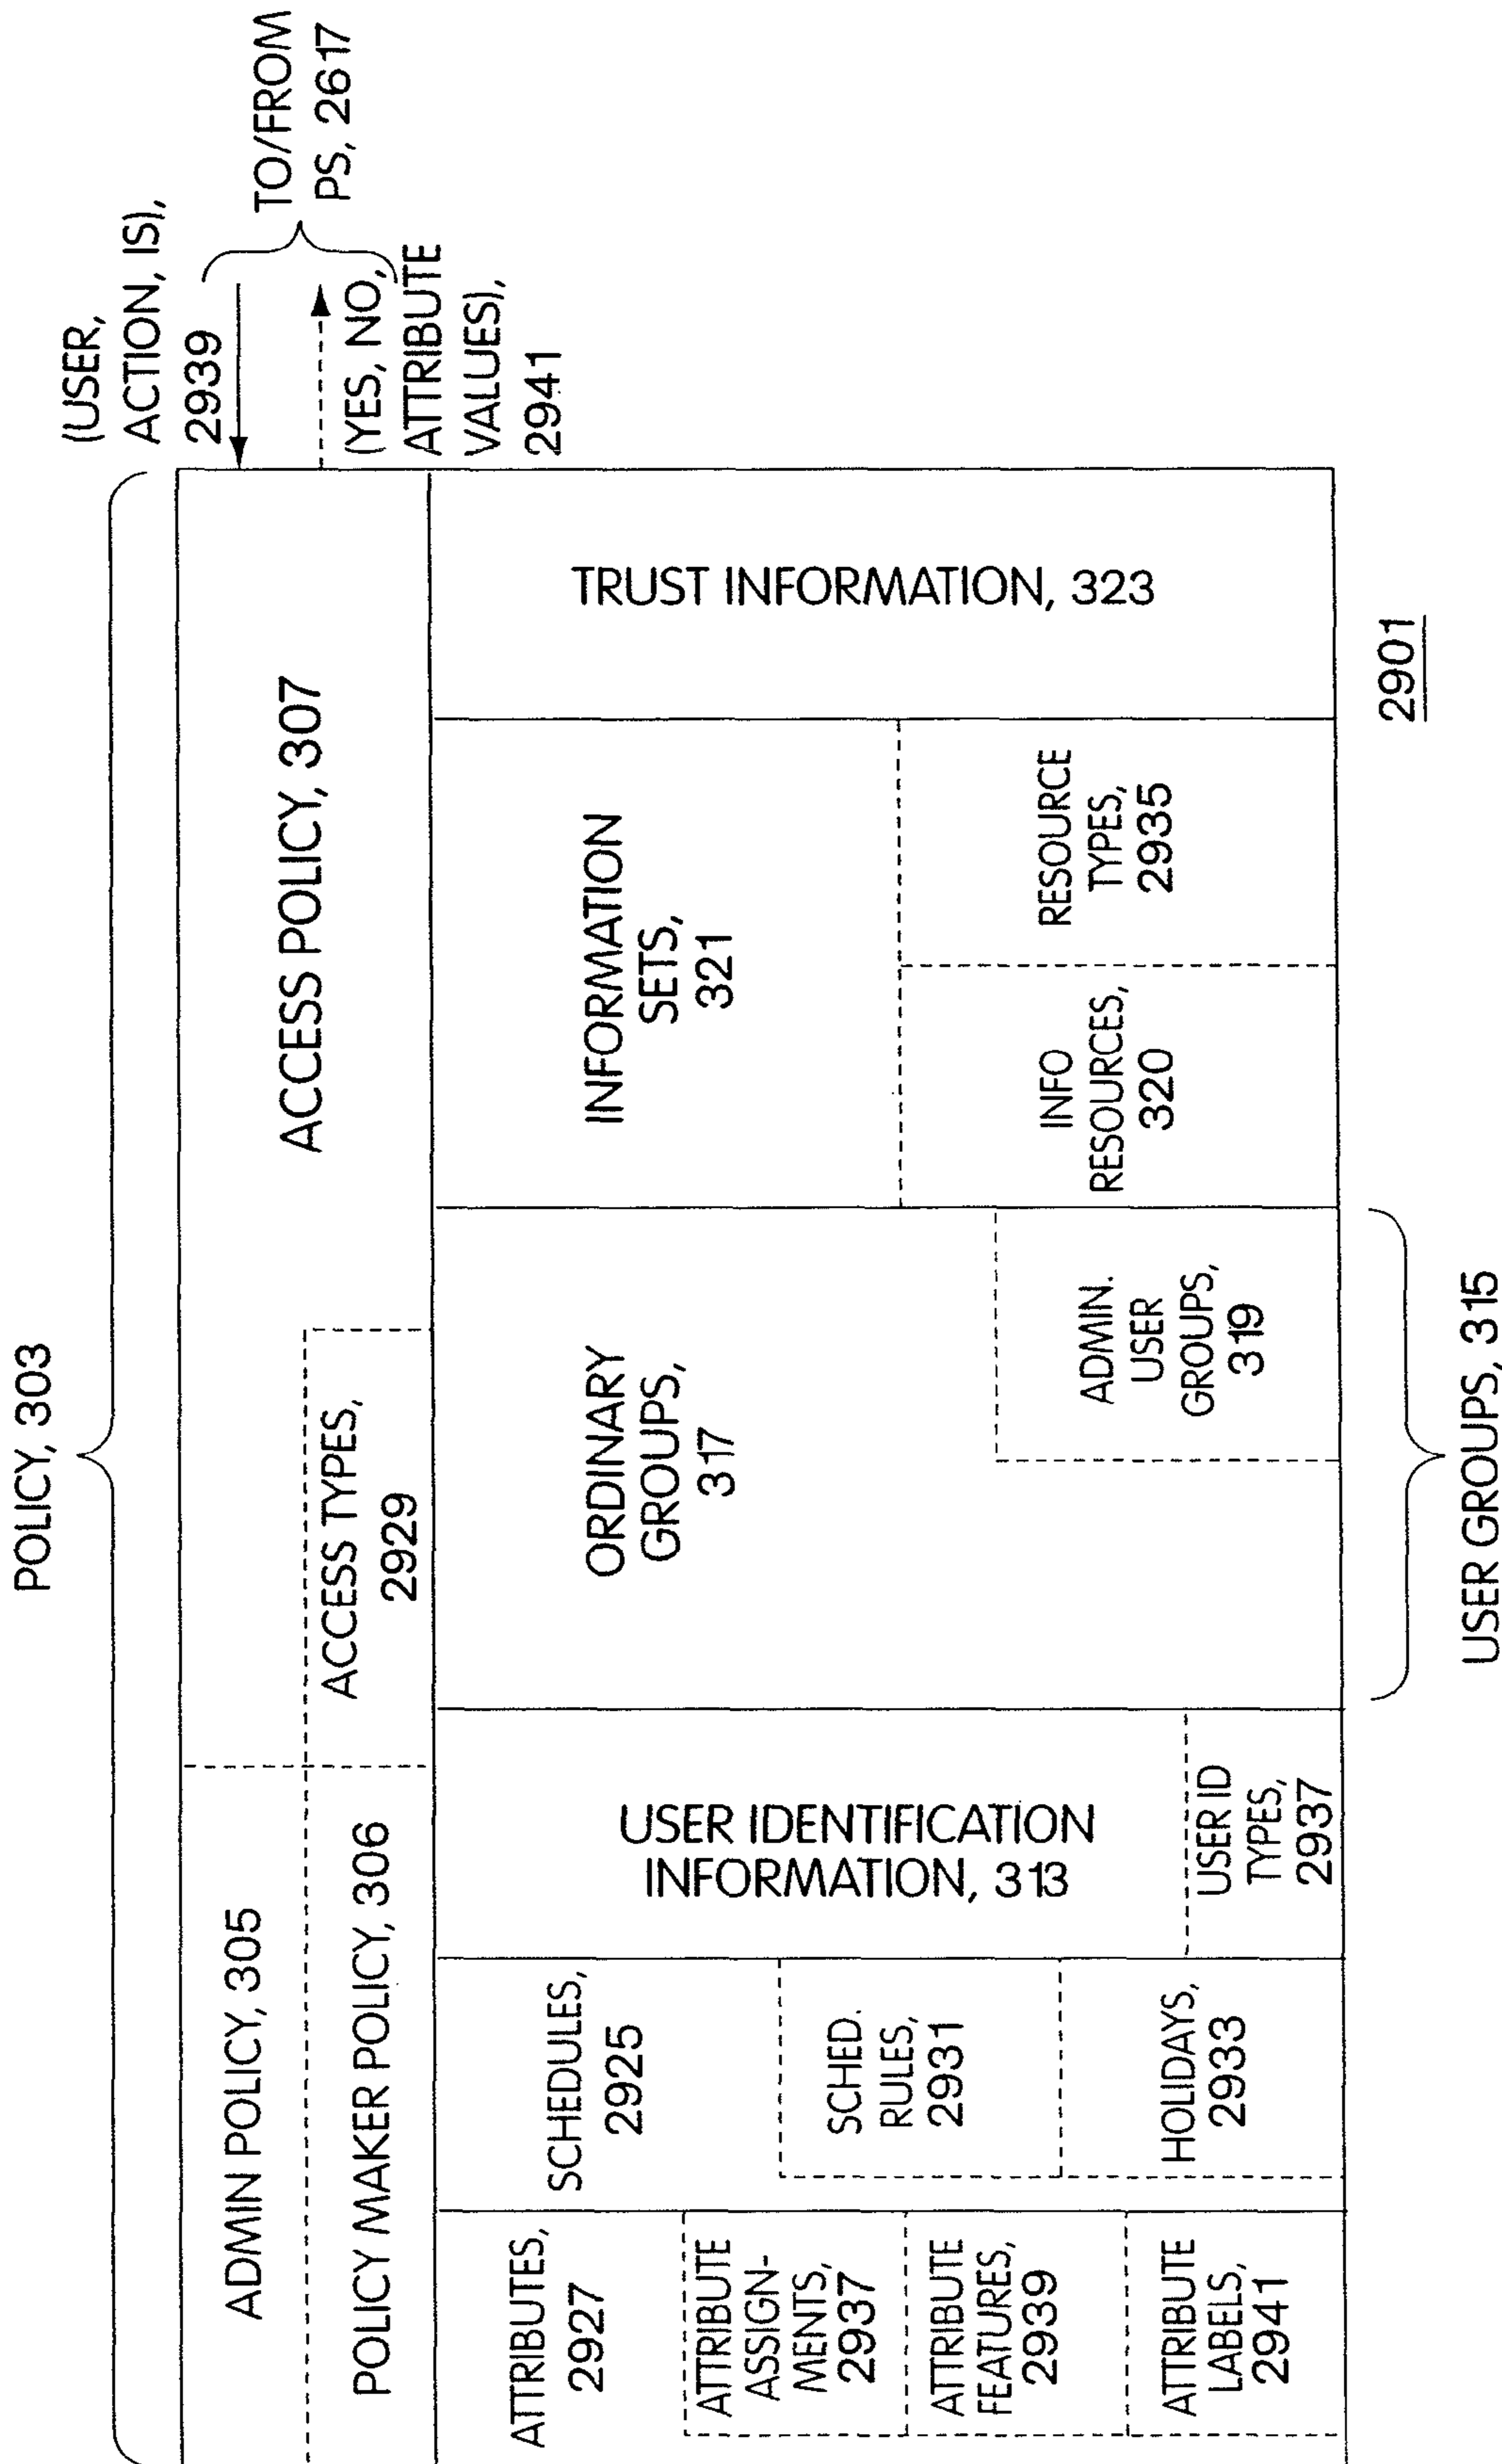 POLICY, 303
(USER,
ACTION, IS),
2939
TO/FROM
PS, 2617
(YES, NO,
ATTRIBUTE
VALUES),
2941
ADMIN POLICY, 305
POLICY MAKER POLICY, 306
ACCESS TYPES,
2929
ACCESS POLICY, 307
ATTRIBUTES,
2927
ATTRIBUTE
ASSIGN-
MENTS,
2937
ATTRIBUTE
FEATURES,
2939
ATTRIBUTE
LABELS,
2941
SCHEDULES,
2925
SCHED.
RULES,
2931
HOLIDAYS,
2933
USER IDENTIFICATION
INFORMATION, 313
USER ID
TYPES,
2937
ORDINARY
GROUPS,
317
ADMIN.
USER
GROUPS,
319
INFORMATION
SETS,
321
INFO
RESOURCES,
320
RESOURCE
TYPES,
2935
TRUST INFORMATION, 323
USER GROUPS, 315
2901